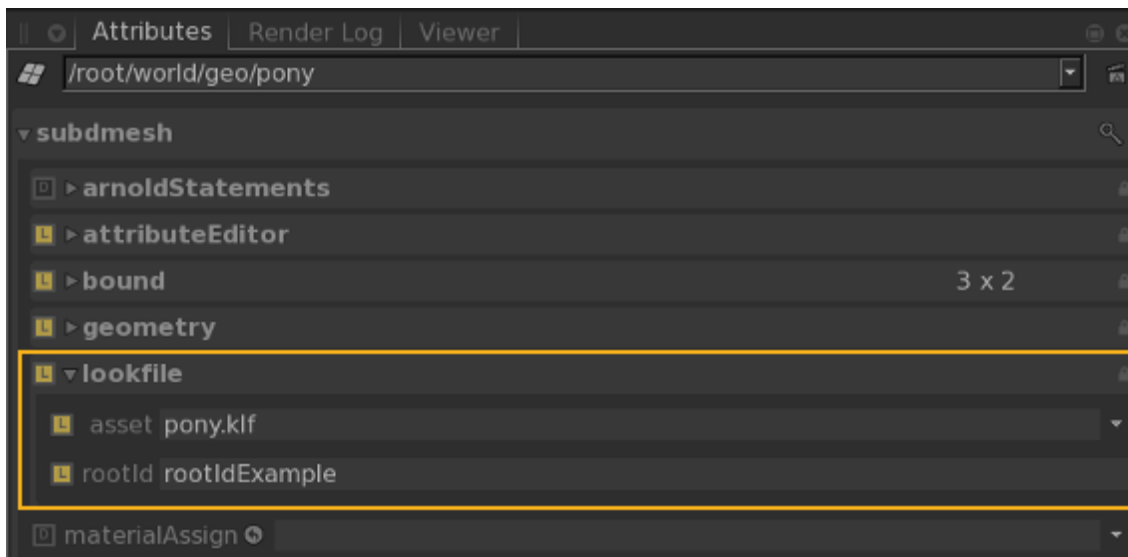 Attributes Render Log Viewer
/root/world/geo/pony
subdmesh
D arnoldStatements
L attributeEditor
L bound 3 x 2
L geometry
L lookfile
L asset pony.klf
L rootId rootIdExample
D materialAssign